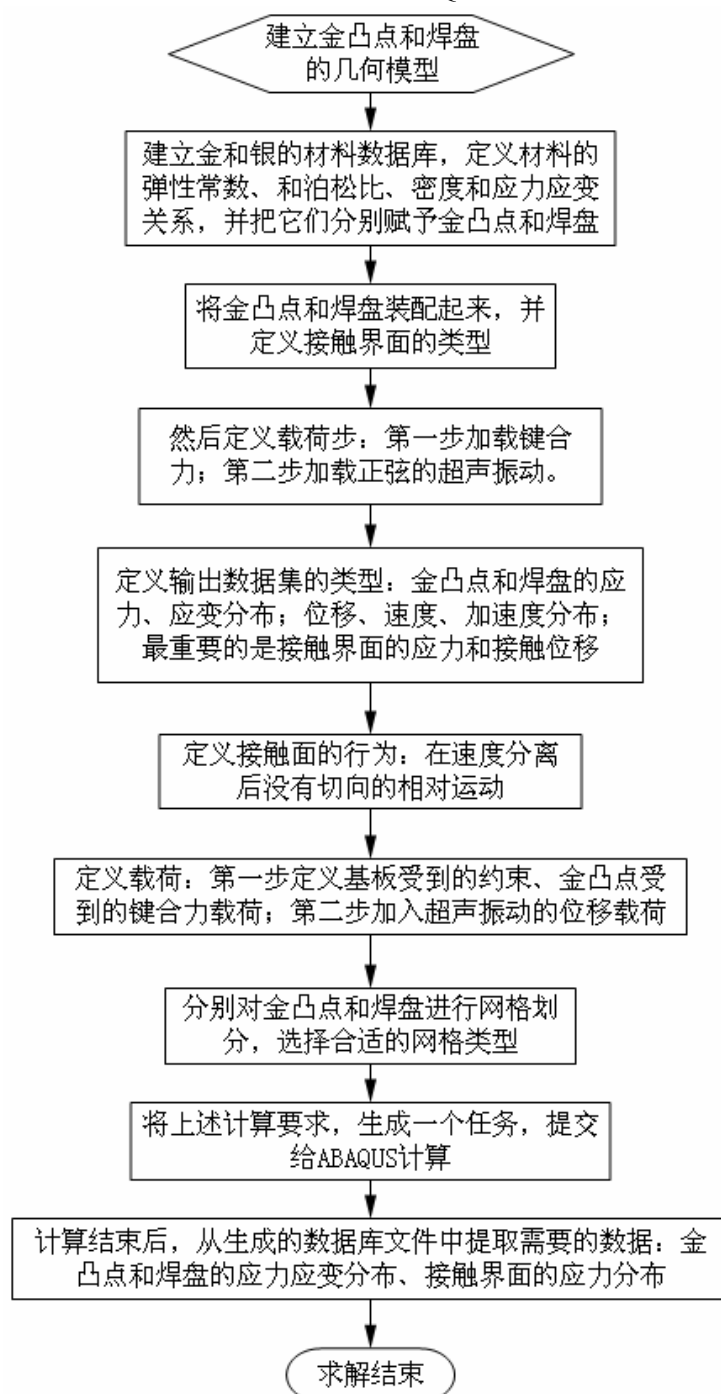 建立金凸点和焊盘
的几何模型
建立金和银的材料数据库，定义材料的
弹性常数、和泊松比、密度和应力应变
关系，并把它们分别赋予金凸点和焊盘
将金凸点和焊盘装配起来，并
定义接触界面的类型
然后定义载荷步：第一步加载键合
力；第二步加载正弦的超声振动。
定义输出数据集的类型：金凸点和焊盘的应
力、应变分布；位移、速度、加速度分布；
最重要的是接触界面的应力和接触位移
定义接触面的行为：在速度分离
后没有切向的相对运动
定义载荷：第一步定义基板受到的约束、金凸点受
到的键合力载荷；第二步加入超声振动的位移载荷
分别对金凸点和焊盘进行网格划
分，选择合适的网格类型
将上述计算要求，生成一个任务，提交
给ABAQUS计算
计算结束后，从生成的数据库文件中提取需要的数据：金
凸点和焊盘的应力应变分布、接触界面的应力分布
求解结束